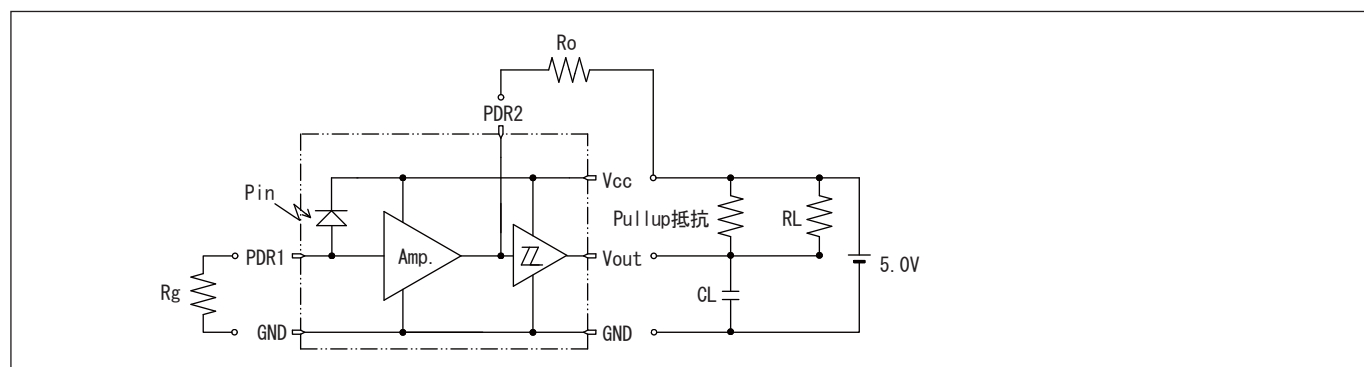 Ro
PDR2
Pin
Vcc
Pullup抵抗
RL
PDR1
Amp.
Vout
5.0V
Rg
CL
GND
GND